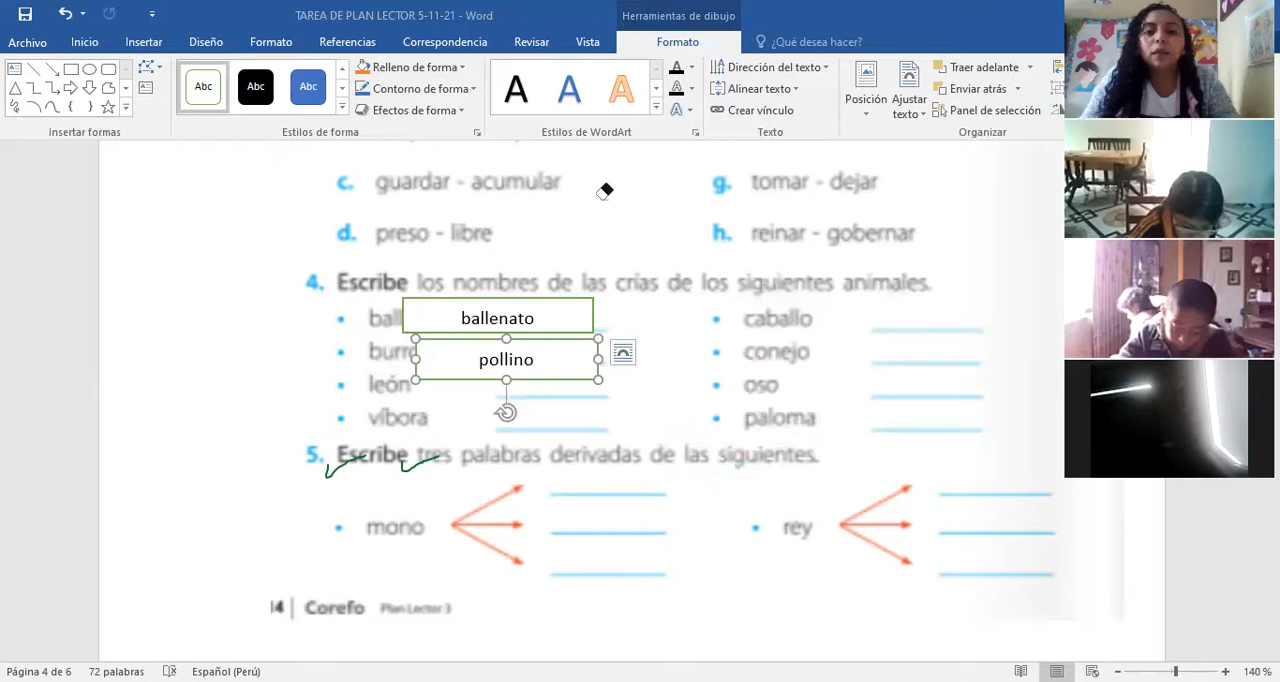 TAREA DE PLAN LECTOR 5-11-21 - Word
Herramientas de dibujo
Archivo Inicio Insertar Diseño Formato Referencias Correspondencia Revisar Vista Formato ¿Qué desea hacer?
Abc Abc Abc
Relleno de forma
Contorno de forma
Efectos de forma
A A A
A
A
A
Dirección del texto
Alinear texto
Crear vínculo
Posición
Ajustar texto
Traer adelante
Enviar atrás
Panel de selección
Insertar formas Estilos de forma Estilos de WordArt Texto Organizar
c. guardar - acumular g. tomar - dejar
d. preso - libre h. reinar - gobernar
4. Escribe los nombres de las crías de los siguientes animales.
• ball ballenato • caballo
• burro pollino • conejo
• león • oso
• víbora • paloma
5. Escribe tres palabras derivadas de las siguientes.
• mono • rey
14 | Corefo Plan Lector 3
Página 4 de 6 72 palabras Español (Perú) 140 %